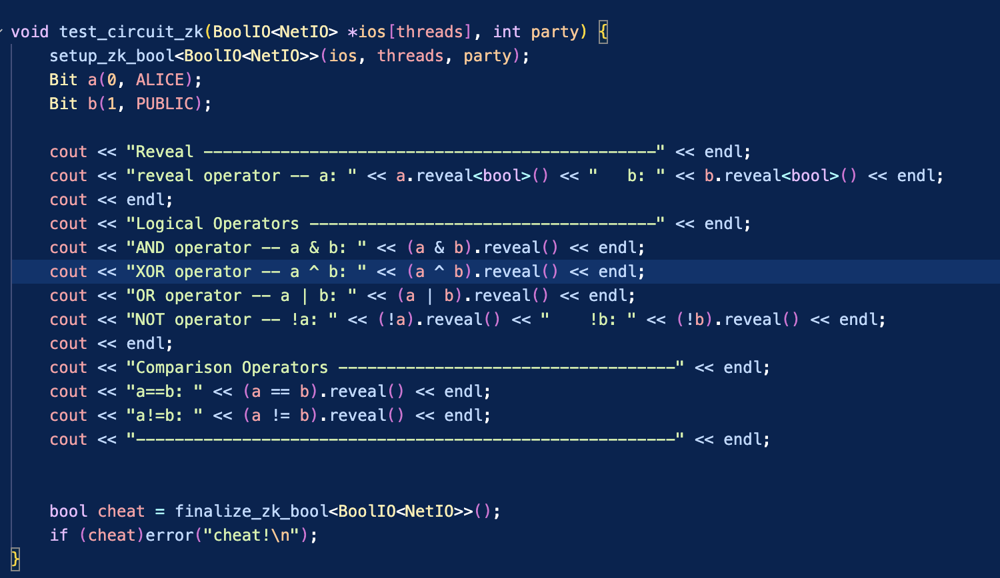 void test_circuit_zk(BoolIO<NetIO> *ios[threads], int party) {
    setup_zk_bool<BoolIO<NetIO>>(ios, threads, party);
    Bit a(0, ALICE);
    Bit b(1, PUBLIC);

    cout << "Reveal -----------------------------------------------" << endl;
    cout << "reveal operator -- a: " << a.reveal<bool>() << "   b: " << b.reveal<bool>() << endl;
    cout << endl;
    cout << "Logical Operators ------------------------------------" << endl;
    cout << "AND operator -- a & b: " << (a & b).reveal() << endl;
    cout << "XOR operator -- a ^ b: " << (a ^ b).reveal() << endl;
    cout << "OR operator -- a | b: " << (a | b).reveal() << endl;
    cout << "NOT operator -- !a: " << (!a).reveal() << "    !b: " << (!b).reveal() << endl;
    cout << endl;
    cout << "Comparison Operators -----------------------------------" << endl;
    cout << "a==b: " << (a == b).reveal() << endl;
    cout << "a!=b: " << (a != b).reveal() << endl;
    cout << "--------------------------------------------------------" << endl;


    bool cheat = finalize_zk_bool<BoolIO<NetIO>>();
    if (cheat)error("cheat!\n");
}